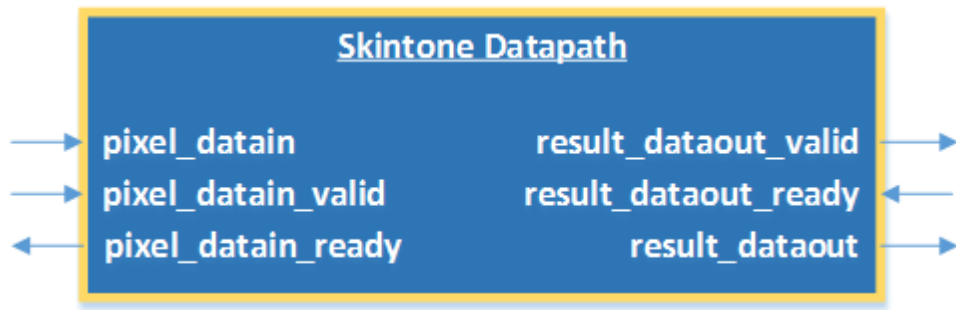 Skintone Datapath
pixel_datain
result_dataout_valid
pixel_datain_valid
result_dataout_ready
pixel_datain_ready
result_dataout